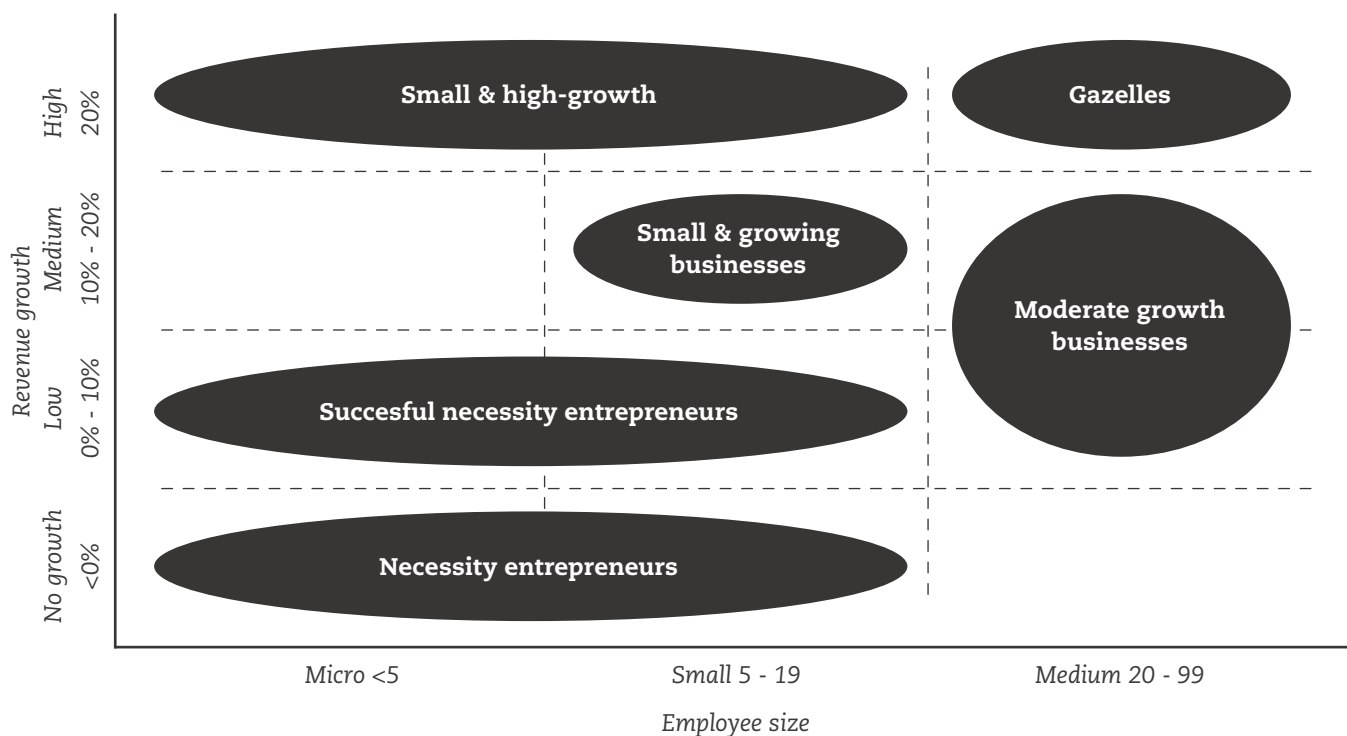 Small & high-growth
Gazelles
Small & growing
businesses
Moderate growth
businesses
Succesful necessity entrepreneurs
Necessity entrepreneurs
Revenue growth
High
20%
Medium
10% - 20%
Low
0% - 10%
No growth
<0%
Micro <5
Small 5 - 19
Medium 20 - 99
Employee size